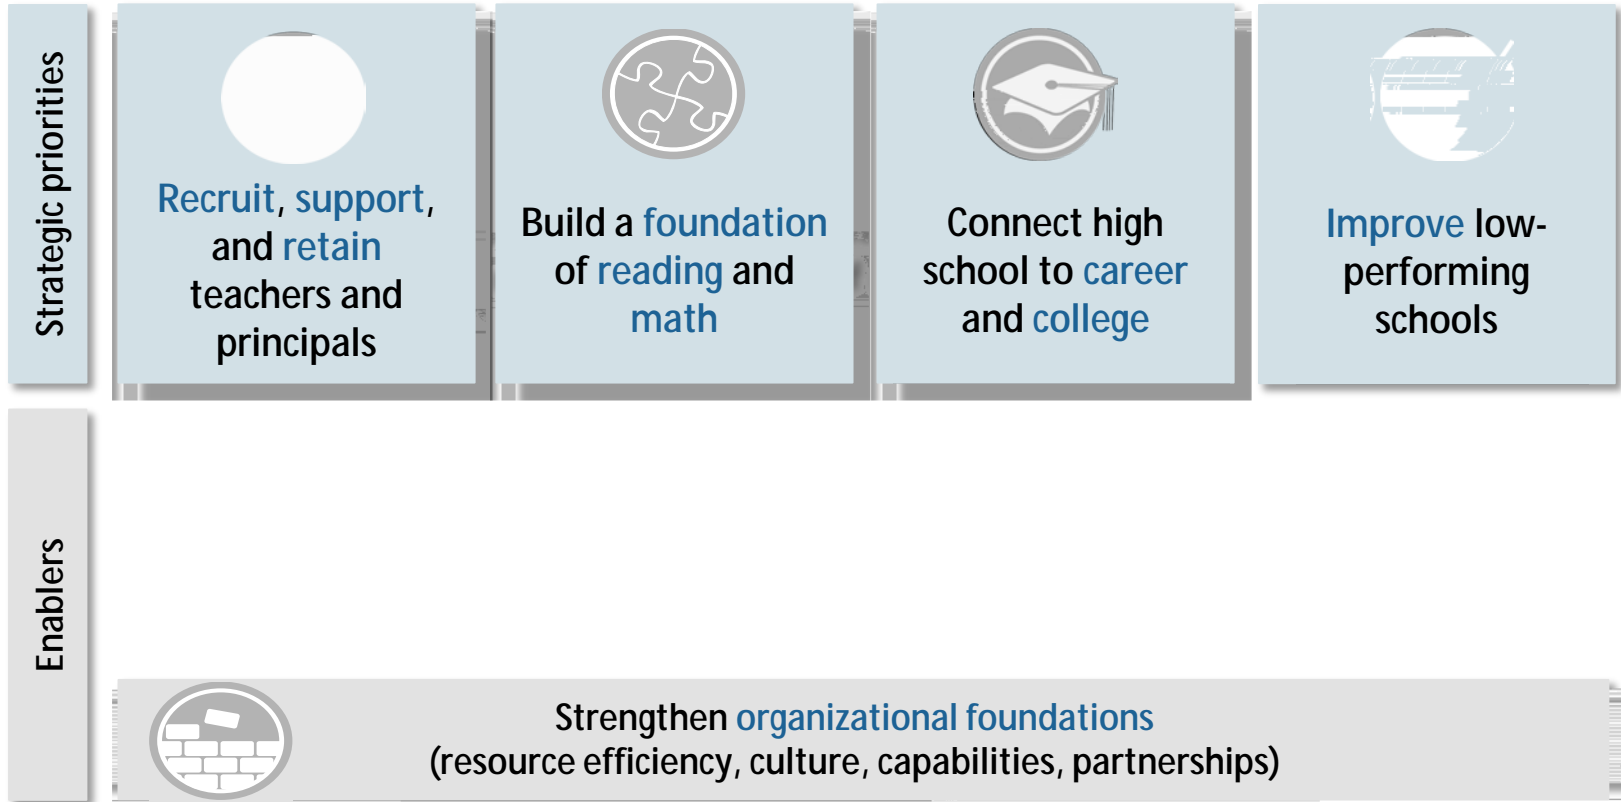 Strategic priorities
Recruit, support,
and retain
teachers and
principals
Build a foundation
of reading and
math
Connect high
school to career
and college
Improve low-
performing
schools
Enablers
Strengthen organizational foundations
(resource efficiency, culture, capabilities, partnerships)